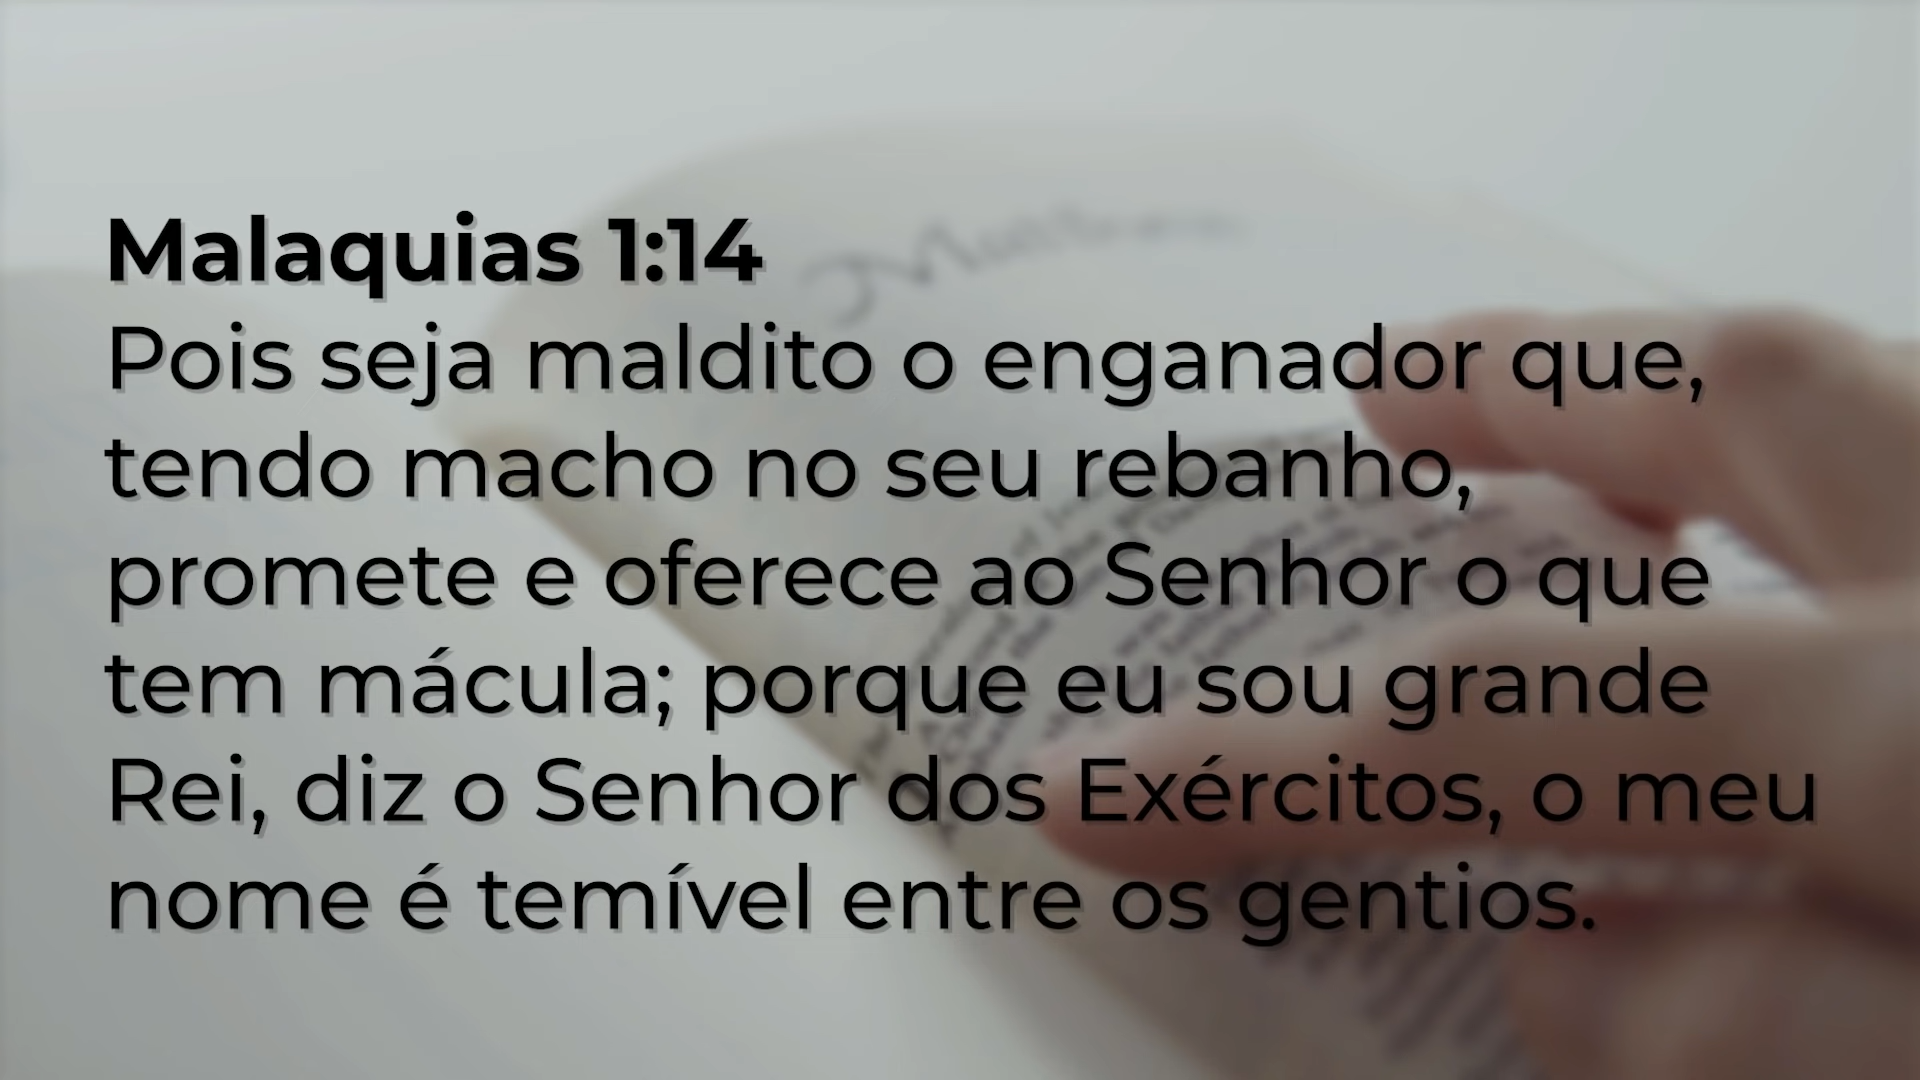 Malaquias 1:14
Pois seja maldito o enganador que,
tendo macho no seu rebanho,
promete e oferece ao Senhor o que
tem mácula; porque eu sou grande
Rei, diz o Senhor dos Exércitos, o meu
nome é temível entre os gentios.